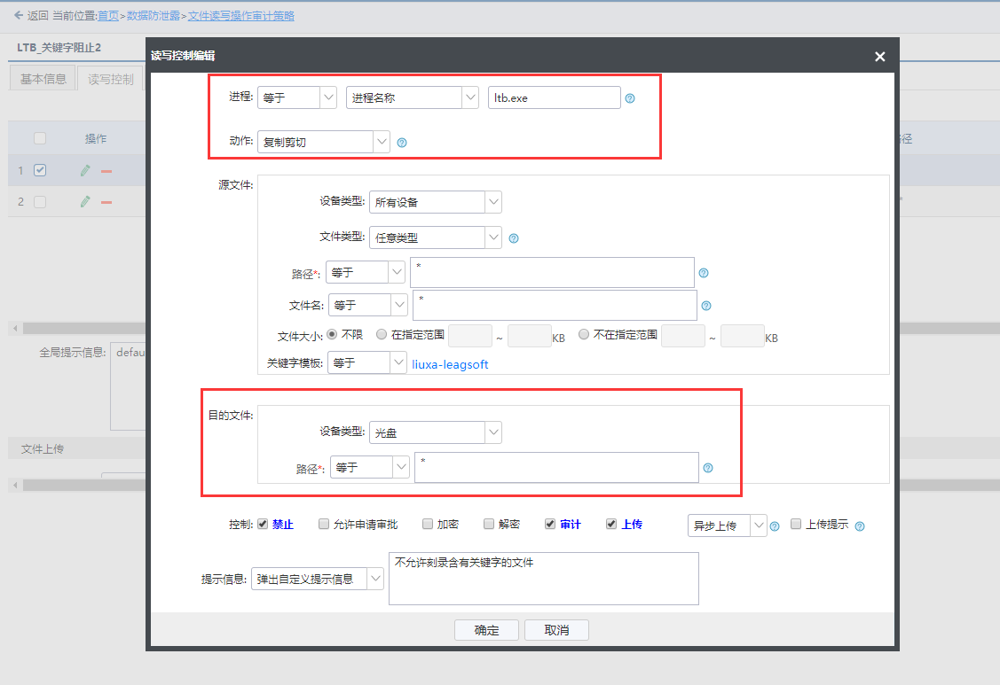 返回 当前位置:首页>数据防泄露>文件读写操作审计策略
LTB_关键字阻止2
基本信息 读写控制
操作
1
2
全局提示信息: defau
文件上传
读写控制编辑
进程: 等于 进程名称 ltb.exe
动作: 复制剪切
源文件:
设备类型: 所有设备
文件类型: 任意类型
路径*: 等于 *
文件名: 等于 *
文件大小: 不限 在指定范围 ~ KB 不在指定范围 ~ KB
关键字模板: 等于 liuxa-leagsoft
目的文件:
设备类型: 光盘
路径*: 等于 *
控制: 禁止 允许申请审批 加密 解密 审计 上传 异步上传 上传提示
提示信息: 弹出自定义提示信息 不允许刻录含有关键字的文件
确定 取消